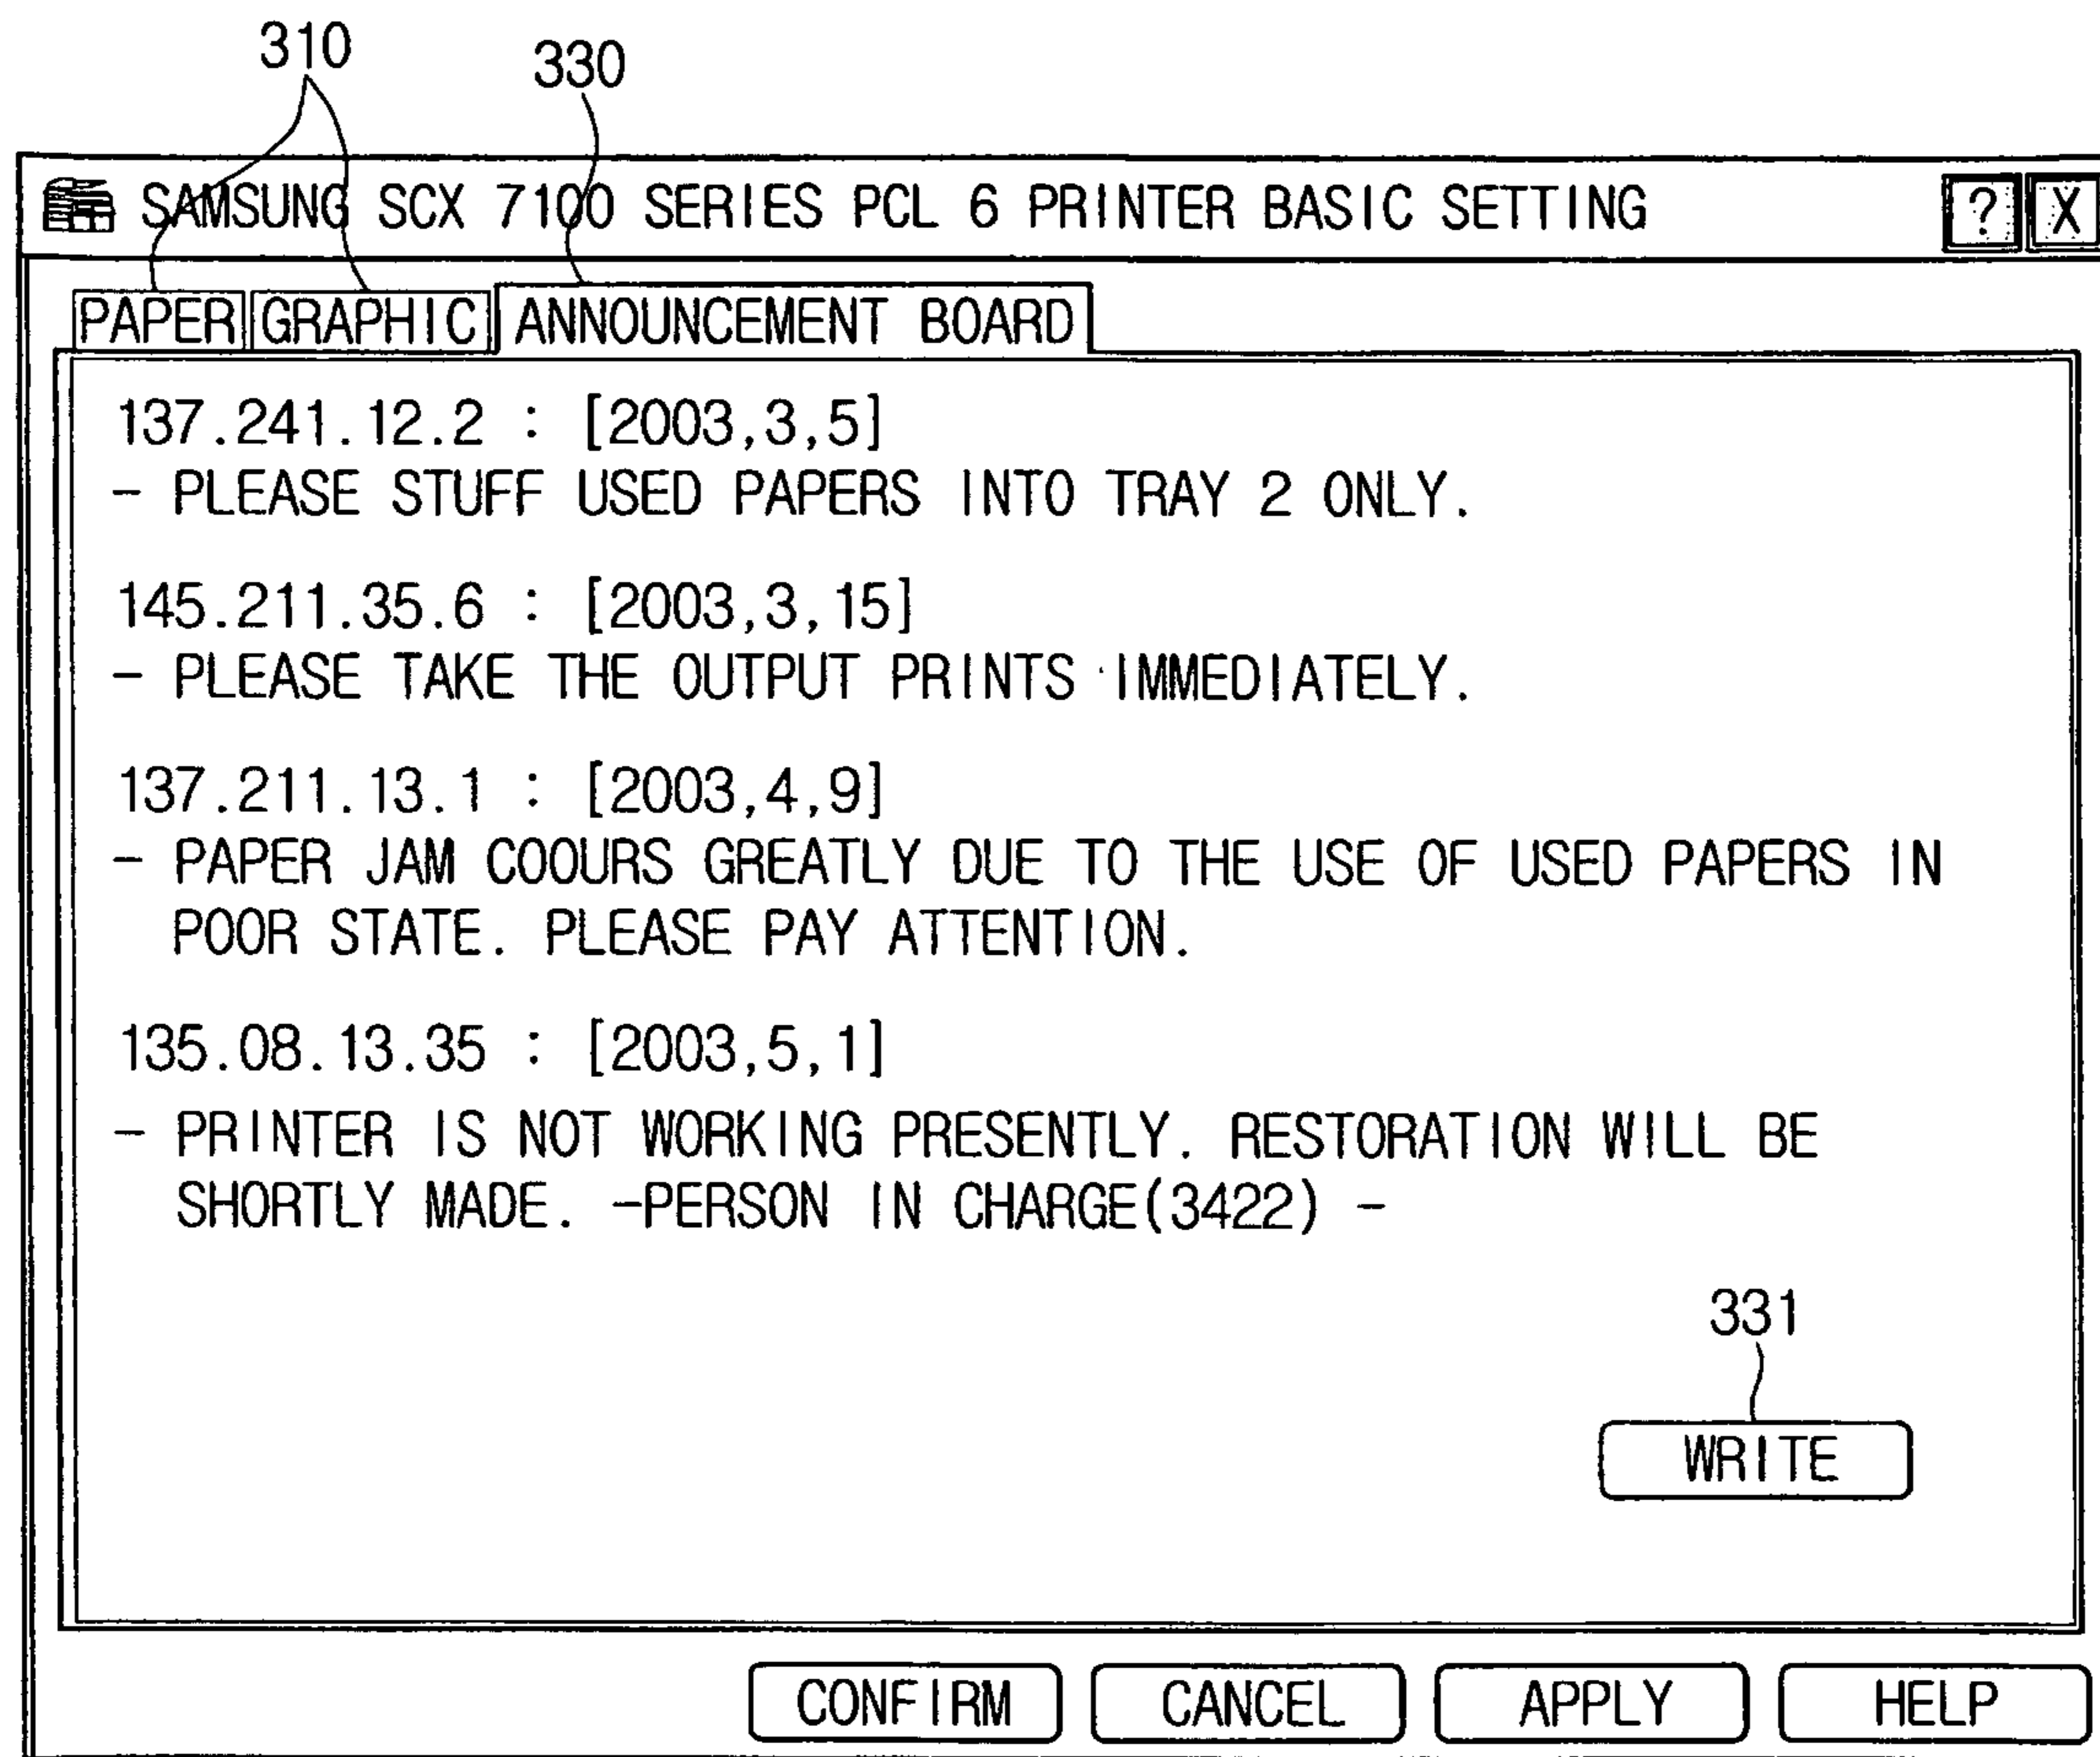 310
330
SAMSUNG SCX 7100 SERIES PCL 6 PRINTER BASIC SETTING ? X
PAPER GRAPHIC ANNOUNCEMENT BOARD
137.241.12.2 : [2003,3,5]
- PLEASE STUFF USED PAPERS INTO TRAY 2 ONLY.
145.211.35.6 : [2003,3,15]
- PLEASE TAKE THE OUTPUT PRINTS IMMEDIATELY.
137.211.13.1 : [2003,4,9]
- PAPER JAM COOURS GREATLY DUE TO THE USE OF USED PAPERS IN
POOR STATE. PLEASE PAY ATTENTION.
135.08.13.35 : [2003,5,1]
- PRINTER IS NOT WORKING PRESENTLY. RESTORATION WILL BE
SHORTLY MADE. -PERSON IN CHARGE(3422) -
331
WRITE
CONFIRM CANCEL APPLY HELP